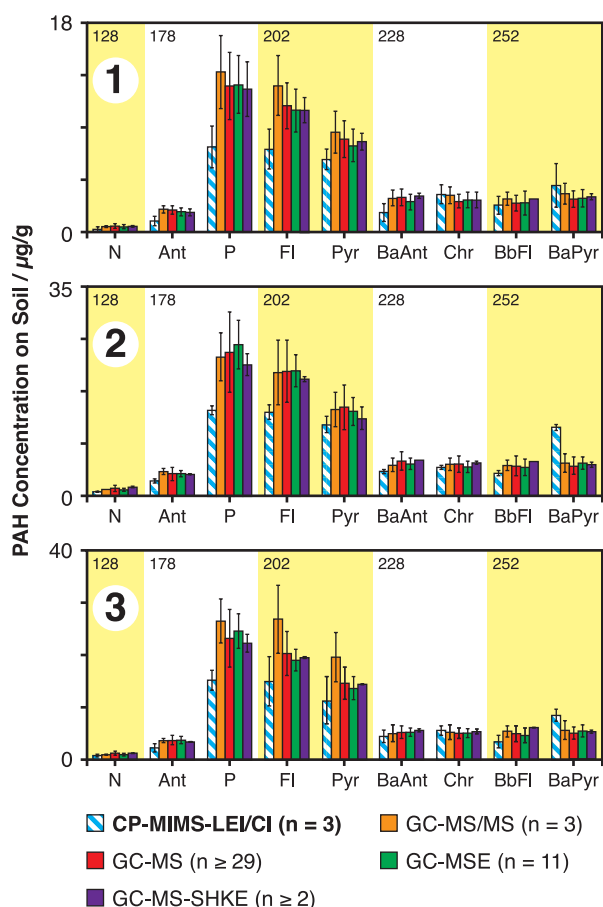 PAH Concentration on Soil / µg/g
18
128 178 202 228 252
1
0
N Ant P Fl Pyr BaAnt Chr BbFl BaPyr
35
128 178 202 228 252
2
0
N Ant P Fl Pyr BaAnt Chr BbFl BaPyr
40
128 178 202 228 252
3
0
N Ant P Fl Pyr BaAnt Chr BbFl BaPyr
CP-MIMS-LEI/CI (n = 3) GC-MS/MS (n = 3)
GC-MS (n ≥ 29) GC-MSE (n = 11)
GC-MS-SHKE (n ≥ 2)